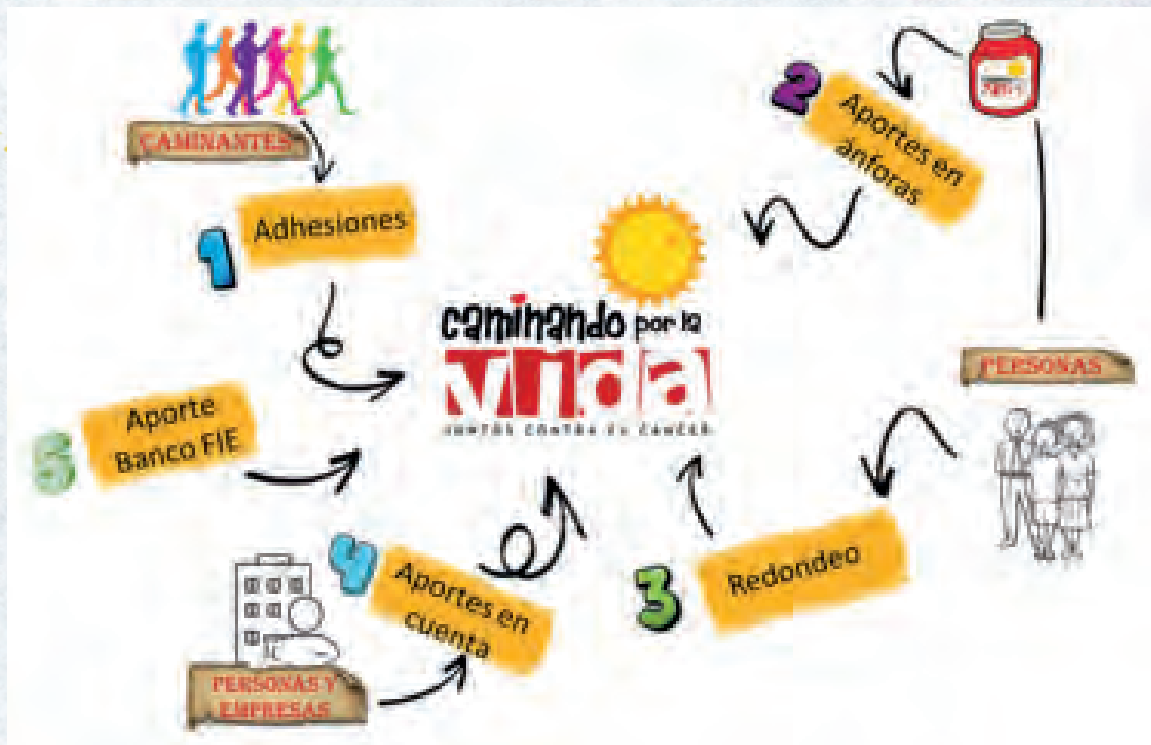 CAMINANTES
1
Adhesiones
2
Aportes en
ánforas
caminando por la
vida
JUNTOS CONTRA EL CANCER
PERSONAS
5
Aporte
Banco FIE
4
Aportes en
cuenta
3
Redondeo
PERSONAS Y
EMPRESAS